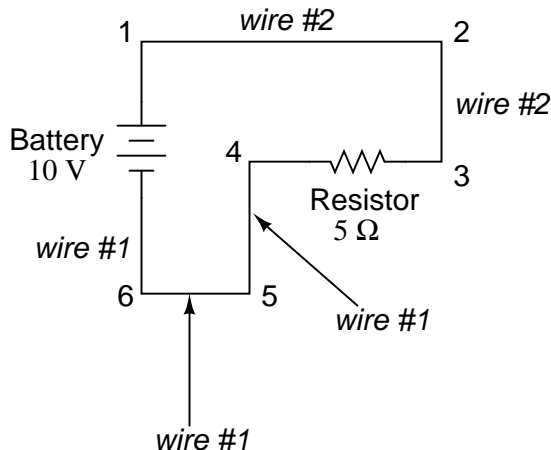 wire #2
1
2
wire #2
Battery
10 V
4
3
Resistor
5 Ω
wire #1
6
5
wire #1
wire #1